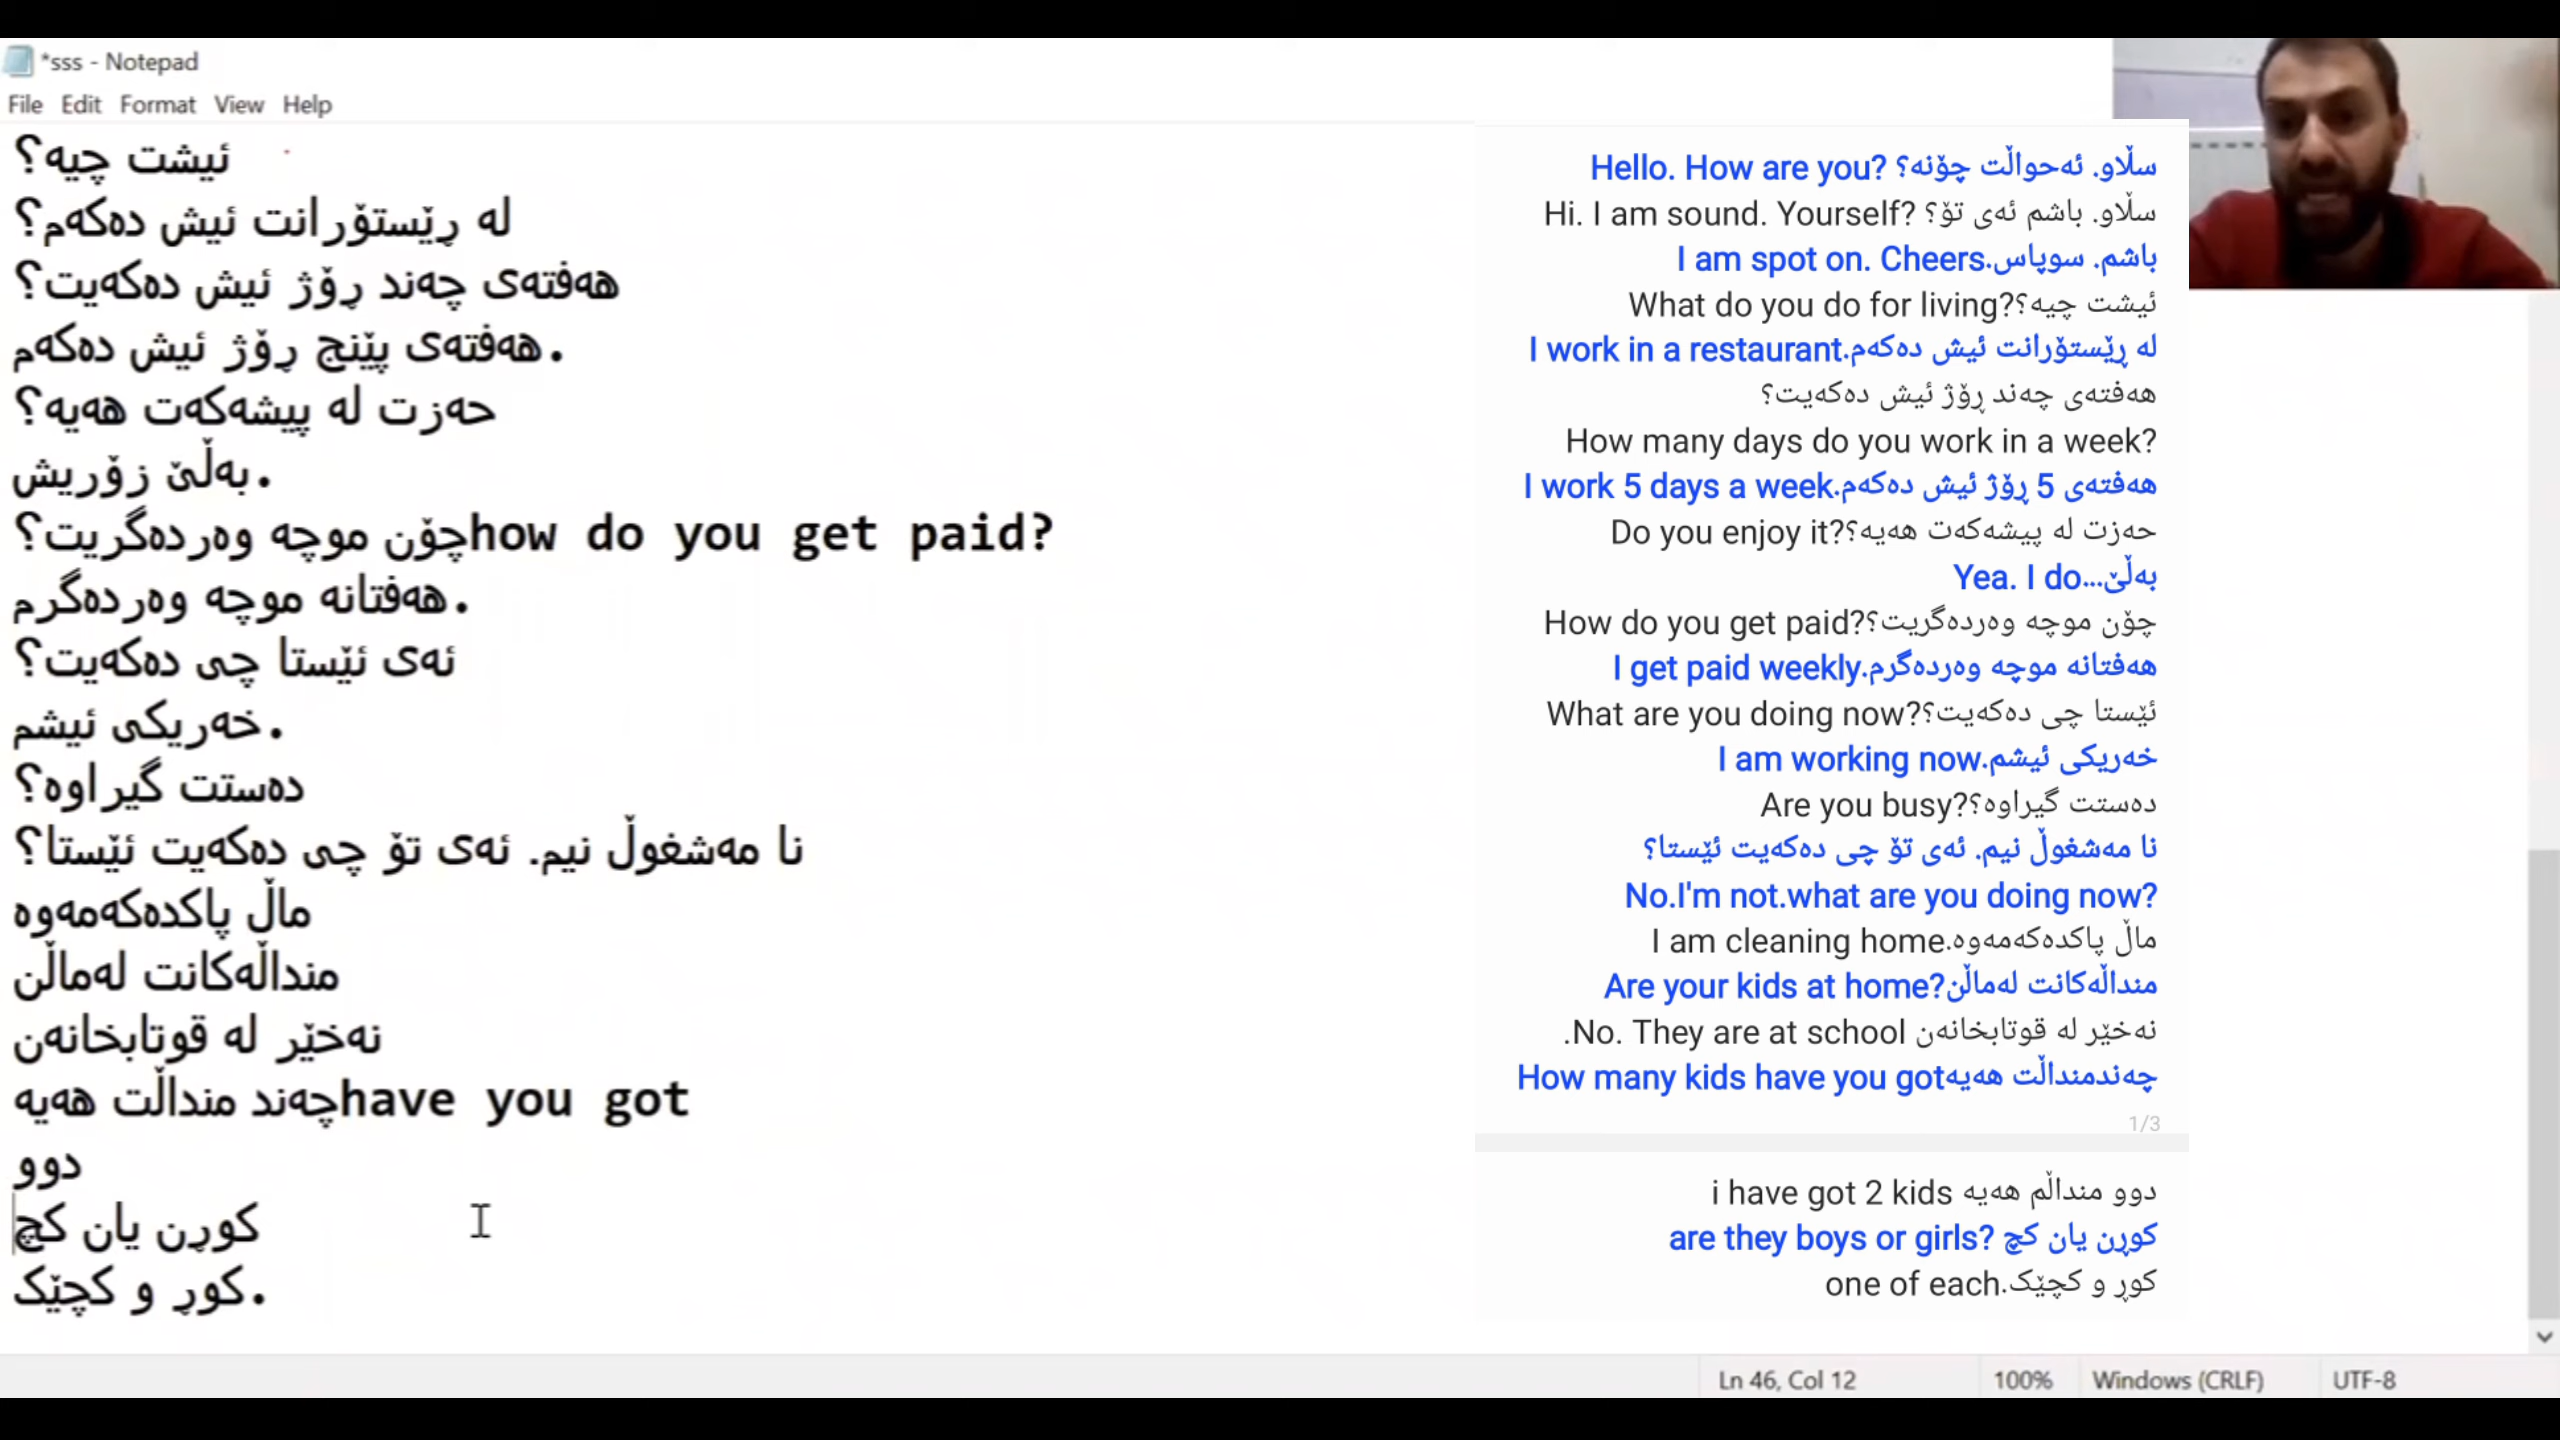 *sss - Notepad
File Edit Format View Help
ئیشت چیە؟
لە ڕێستۆرانت ئیش دەکەم؟
هەفتەی چەند ڕۆژ ئیش دەکەیت؟
هەفتەی پێنج ڕۆژ ئیش دەکەم.
حەزت لە پیشەکەت هەیە؟
بەڵێ زۆریش.
چۆن موچە وەردەگریت؟how do you get paid?
هەفتانە موچە وەردەگرم.
ئەی ئێستا چی دەکەیت؟
خەریکی ئیشم.
دەستت گیراوە؟
نا مەشغوڵ نیم. ئەی تۆ چی دەکەیت ئێستا؟
ماڵ پاکدەکەمەوە
منداڵەکانت لەماڵن
نەخێر لە قوتابخانەن
چەند منداڵت هەیەhave you got
دوو
کوڕن یان کچ
کوڕ و کچێک.
سڵاو. ئەحواڵت چۆنە؟ Hello. How are you?
سڵاو. باشم ئەی تۆ؟ Hi. I am sound. Yourself?
باشم. سوپاس.I am spot on. Cheers
ئیشت چیە؟What do you do for living?
لە ڕێستۆرانت ئیش دەکەم.I work in a restaurant
هەفتەی چەند ڕۆژ ئیش دەکەیت؟
How many days do you work in a week?
هەفتەی 5 ڕۆژ ئیش دەکەم.I work 5 days a week
حەزت لە پیشەکەت هەیە؟Do you enjoy it?
بەڵێ...Yea. I do
چۆن موچە وەردەگریت؟How do you get paid?
هەفتانە موچە وەردەگرم.I get paid weekly
ئێستا چی دەکەیت؟What are you doing now?
خەریکی ئیشم.I am working now
دەستت گیراوە؟Are you busy?
نا مەشغوڵ نیم. ئەی تۆ چی دەکەیت ئێستا؟
No.I'm not.what are you doing now?
ماڵ پاکدەکەمەوە.I am cleaning home
منداڵەکانت لەماڵن؟Are your kids at home?
نەخێر لە قوتابخانەن No. They are at school.
چەندمنداڵت هەیەHow many kids have you got
1/3
دوو منداڵم هەیە i have got 2 kids
کوڕن یان کچ are they boys or girls?
کوڕ و کچێک.one of each
Ln 46, Col 12 100% Windows (CRLF) UTF-8